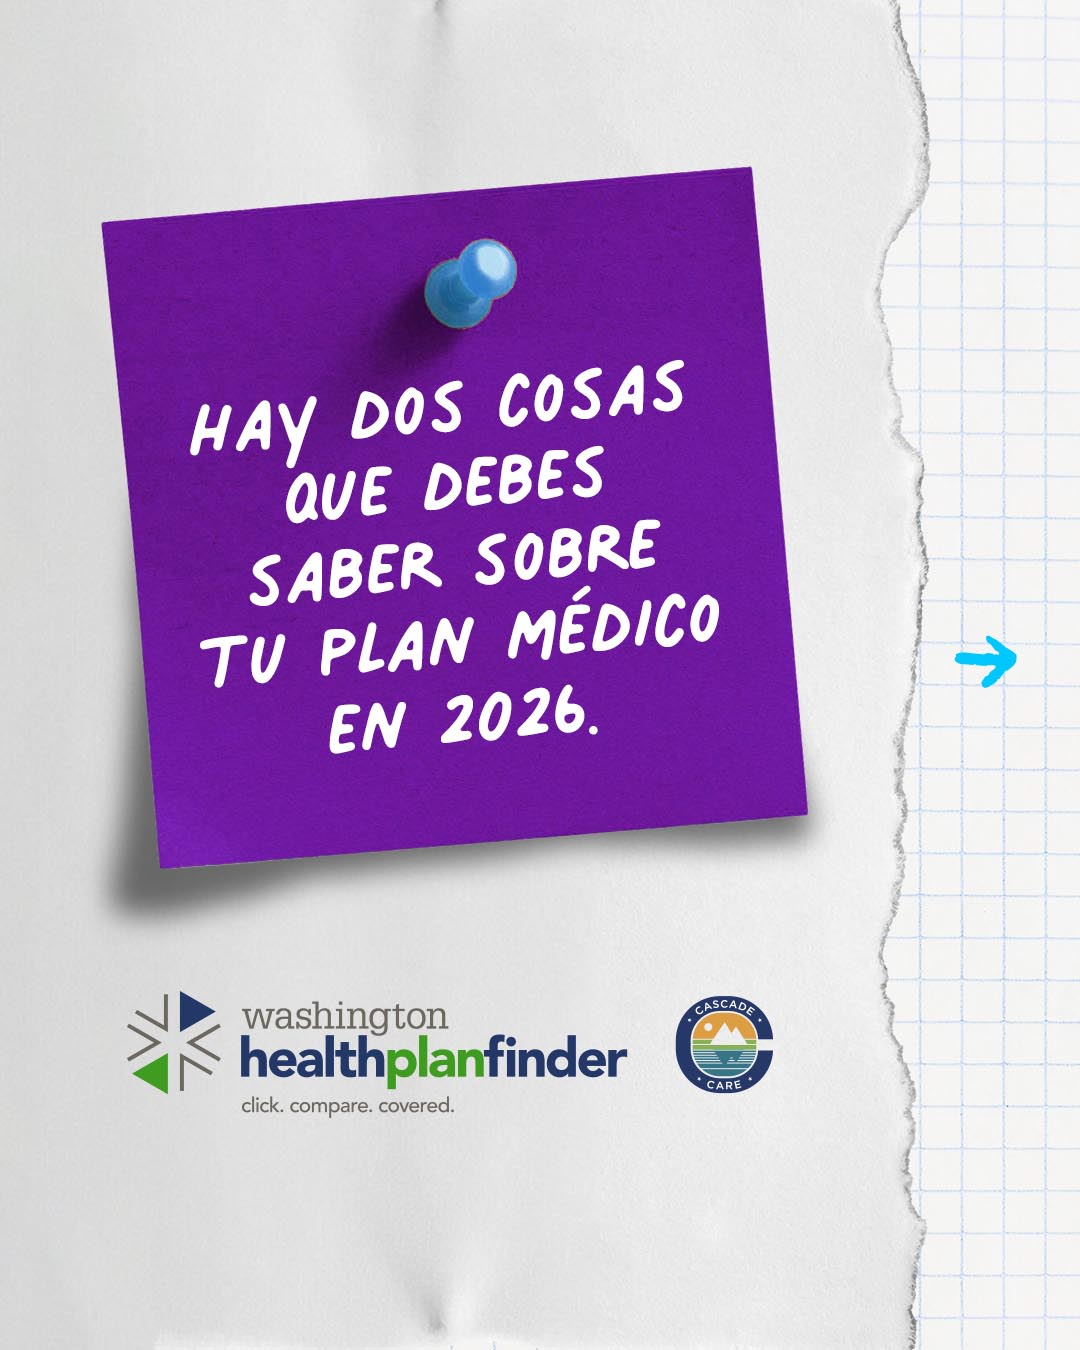 HAY DOS COSAS
QUE DEBES
SABER SOBRE
TU PLAN MÉDICO
EN 2026.
washington
healthplanfinder
click. compare. covered.
CASCADE
CARE